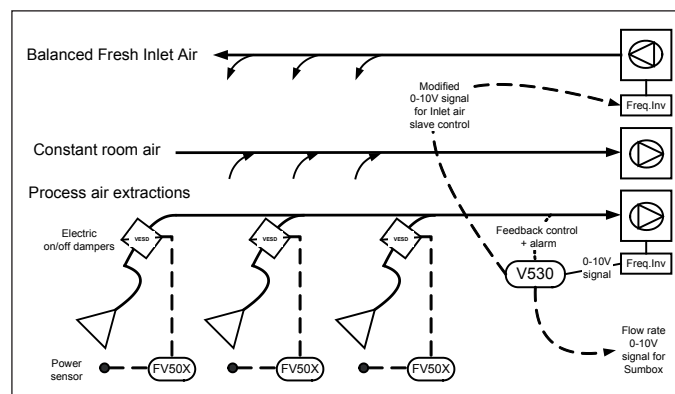 Balanced Fresh Inlet Air
Modified
0-10V signal
for Inlet air
slave control
Freq.Inv
Constant room air
Process air extractions
Electric
on/off dampers
VESD
VESD
VESD
Feedback control
+ alarm
V530
0-10V
signal
Freq.Inv
Power
sensor
FV50X
FV50X
FV50X
Flow rate
0-10V
signal for
Sumbox